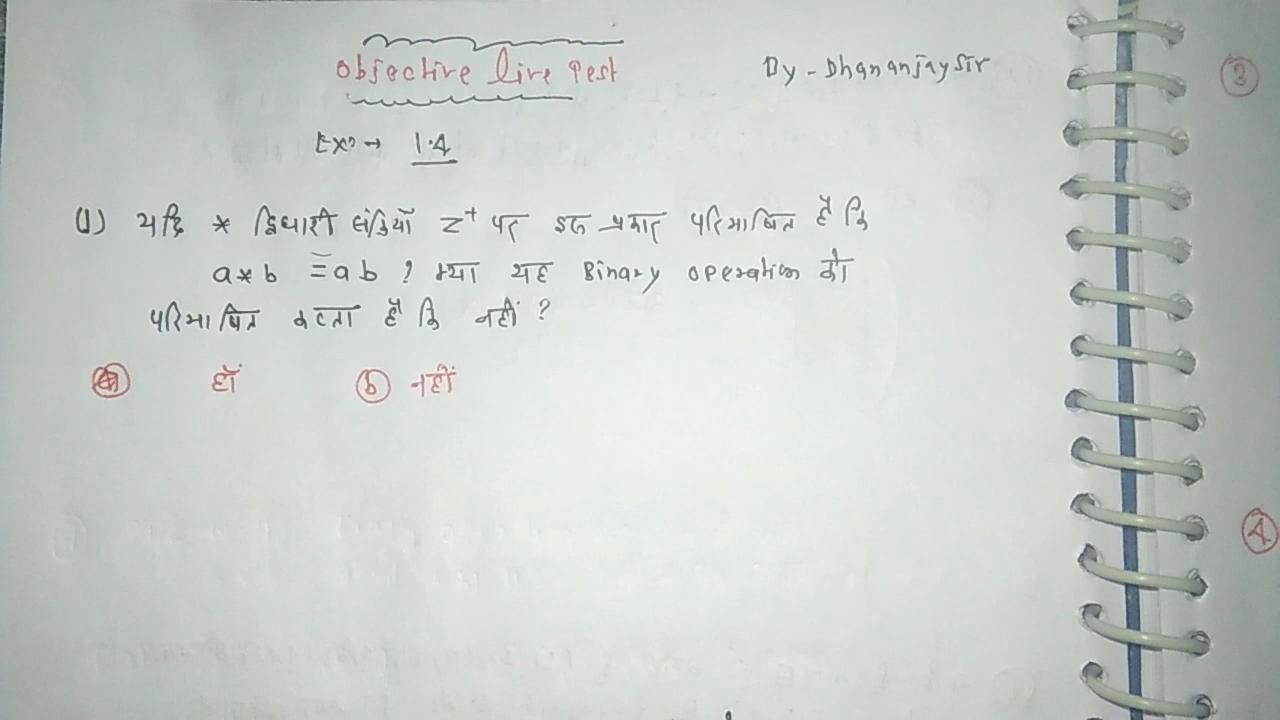 Objective live Test
By - Dhananjay Sir
③
Ex: → 1.4
(1) यदि * द्विधारी संक्रिया Z⁺ पर इस प्रकार परिभाषित है कि
a * b = ab ? क्या यह Binary operation को
परिभाषित करता है कि नहीं ?
ⓐ हाँ ⓑ नहीं
④